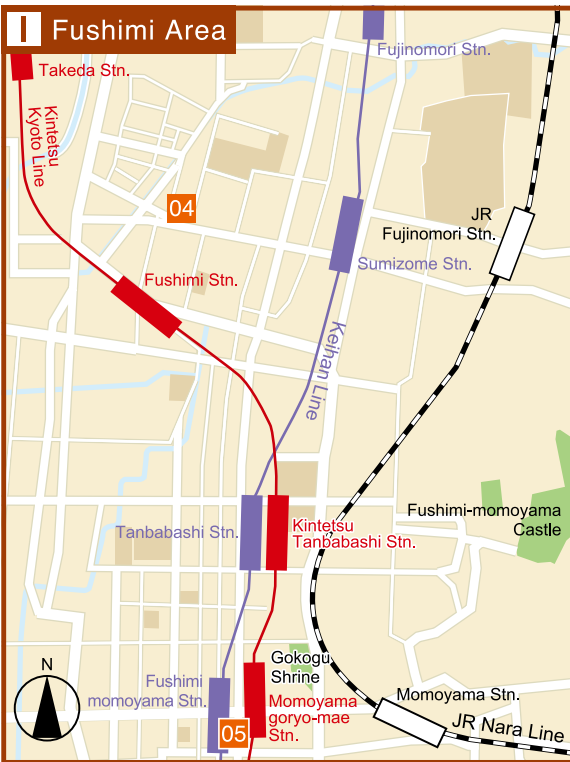 I Fushimi Area
Fujinomori Stn.
Takeda Stn.
Kintetsu
Kyoto Line
04
JR
Fujinomori Stn.
Sumizome Stn.
Fushimi Stn.
Keihan Line
Fushimi-momoyama
Castle
Tanbabashi Stn.
Kintetsu
Tanbabashi Stn.
Gokogu
Shrine
N
Fushimi
momoyama Stn.
Momoyama
goryo-mae
Stn.
Momoyama Stn.
05
JR Nara Line